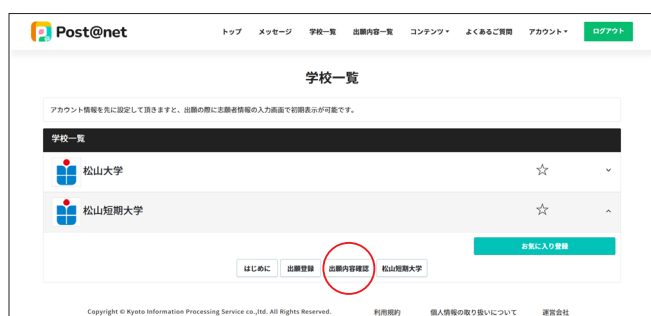 Post@net
トップ メッセージ 学校一覧 出願内容一覧 コンテンツ よくあるご質問 アカウント ログアウト
学校一覧
アカウント情報を先に設定して頂きますと、出願の際に志願者情報の入力画面で初期表示が可能です。
学校一覧
松山大学
松山短期大学
お気に入り登録
はじめに 出願登録 出願内容確認 松山短期大学
Copyright © Kyoto Information Processing Service co.,ltd. All Rights Reserved. 利用規約 個人情報の取り扱いについて 運営会社